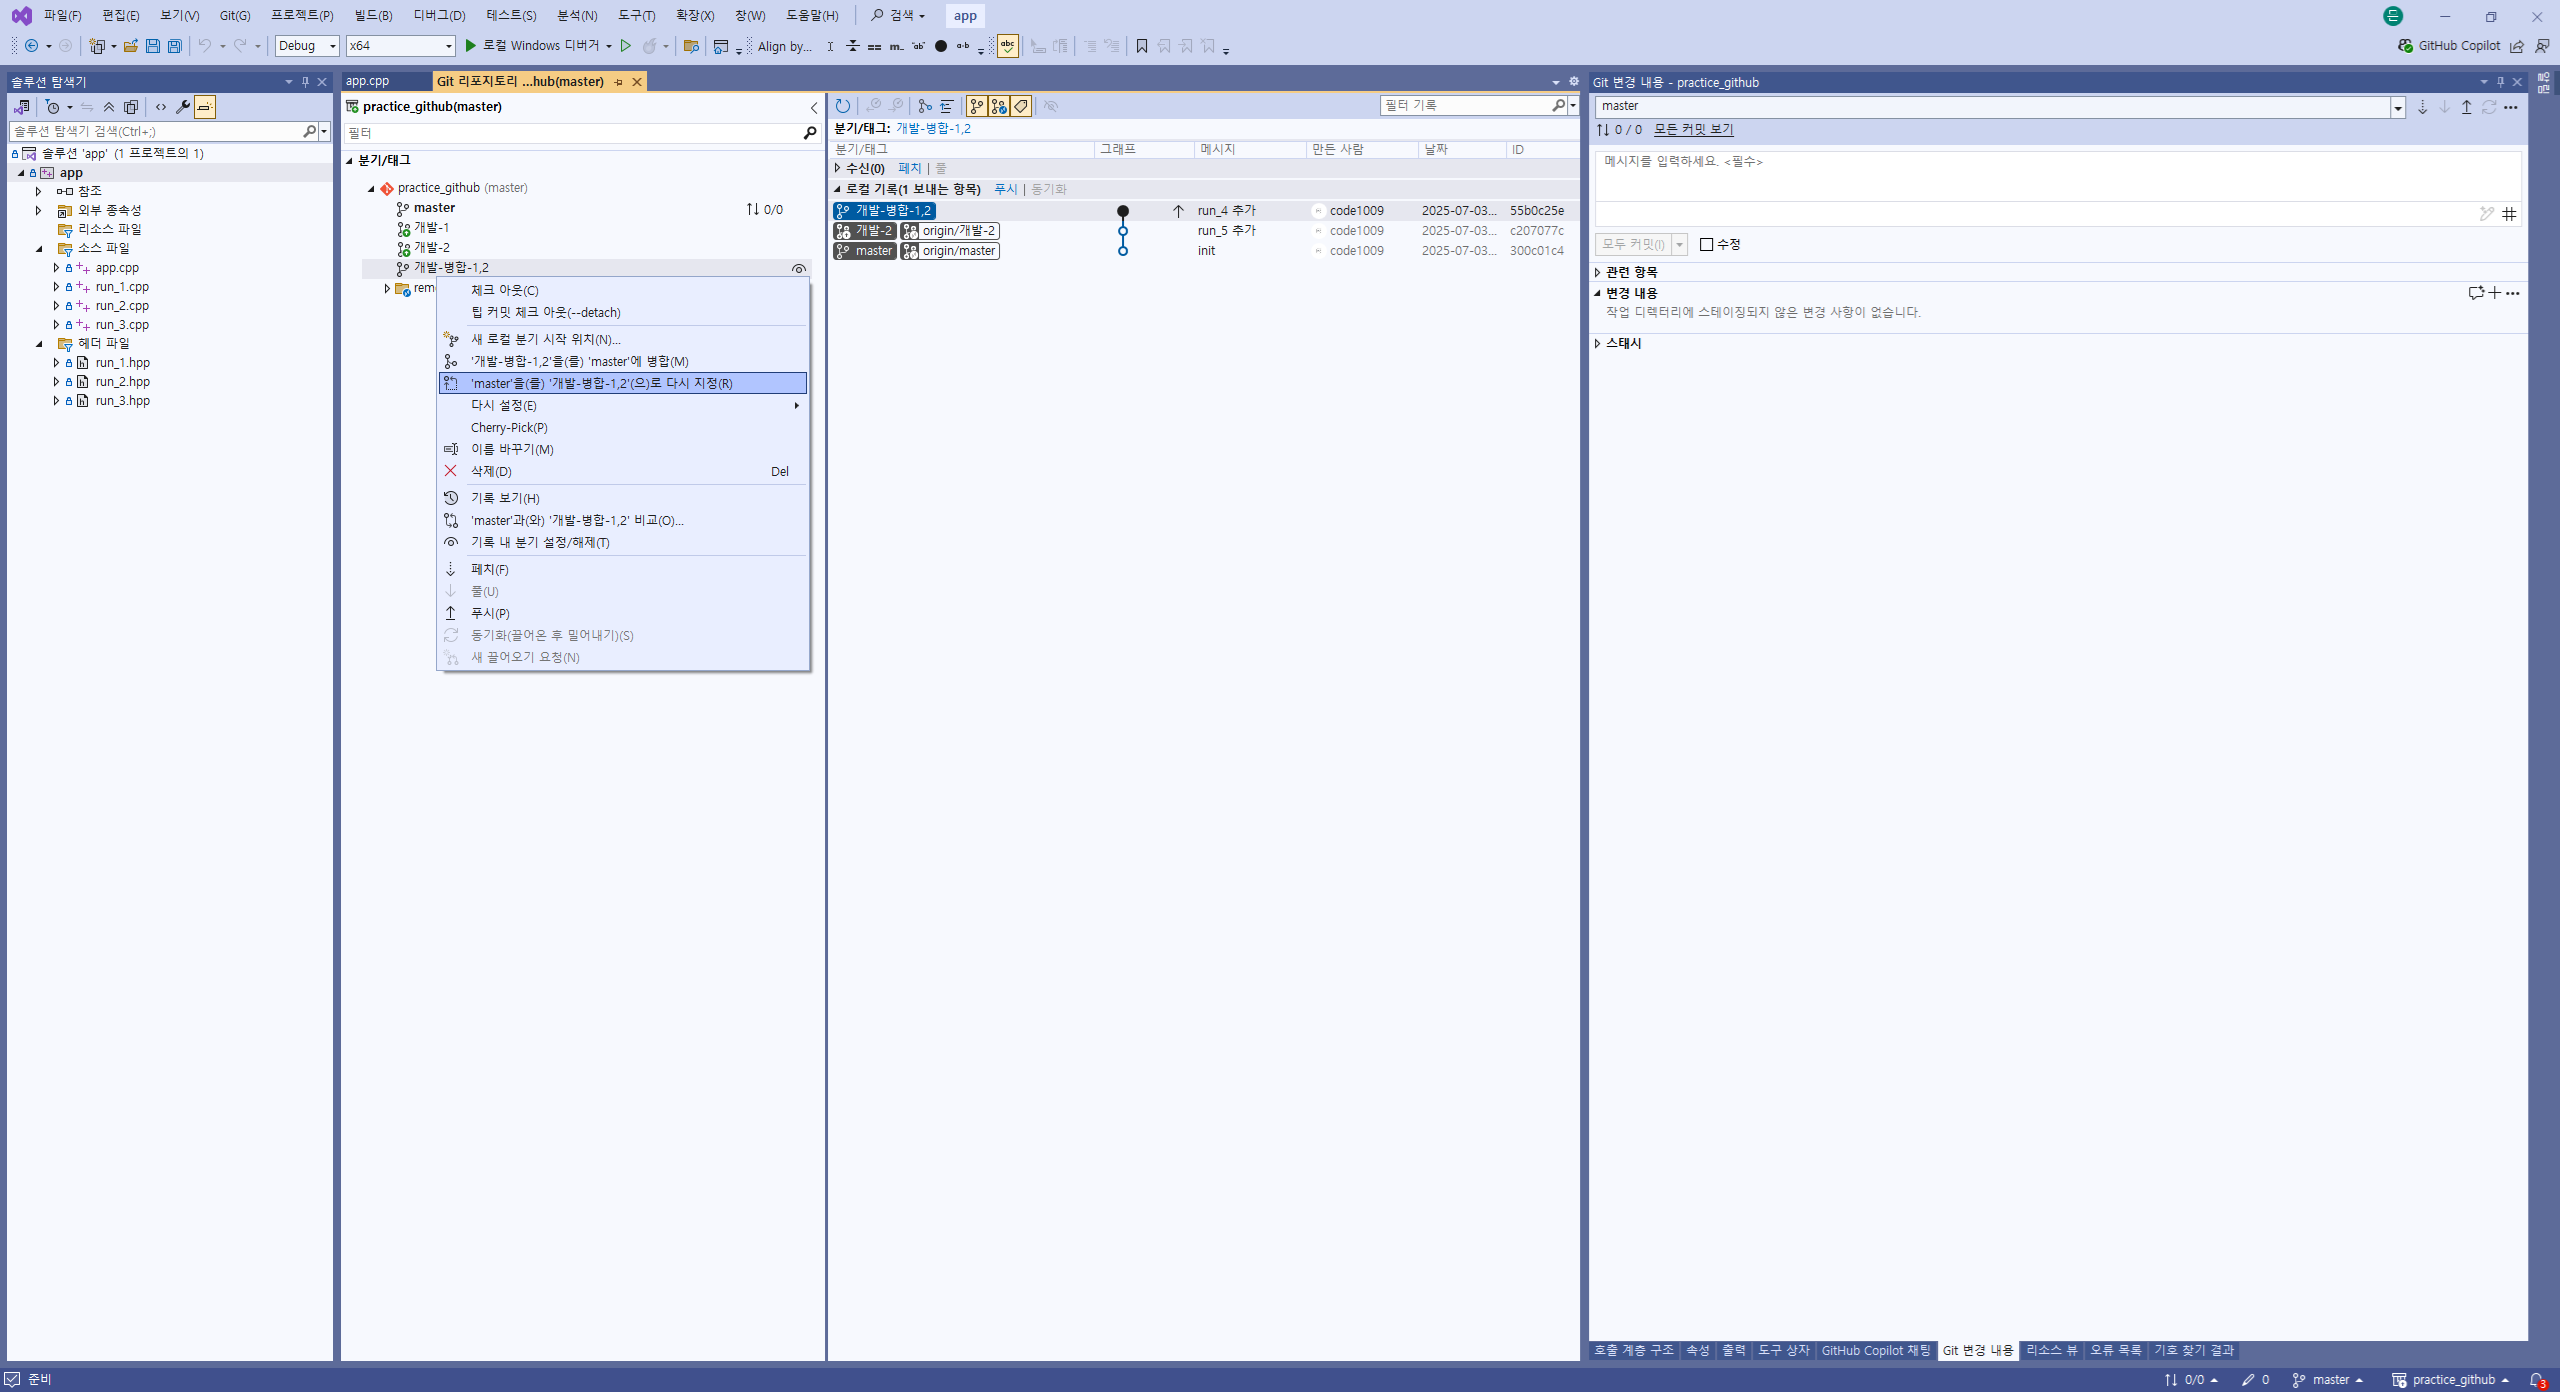 파일(F) 편집(E) 보기(V) Git(G) 프로젝트(P) 빌드(B) 디버그(D) 테스트(S) 분석(N) 도구(T) 확장(X) 창(W) 도움말(H) 검색 app 든
Debug x64 로컬 Windows 디버거 Align by... GitHub Copilot
솔루션 탐색기
솔루션 탐색기 검색(Ctrl+;)
솔루션 'app' (1 프로젝트의 1)
app
참조
외부 종속성
리소스 파일
소스 파일
app.cpp
run_1.cpp
run_2.cpp
run_3.cpp
헤더 파일
run_1.hpp
run_2.hpp
run_3.hpp
app.cpp Git 리포지토리 ...hub(master)
practice_github(master)
필터
분기/태그
practice_github (master)
master 0/0
개발-1
개발-2
개발-병합-1,2
rem
체크 아웃(C)
팁 커밋 체크 아웃(--detach)
새 로컬 분기 시작 위치(N)...
'개발-병합-1,2'을(를) 'master'에 병합(M)
'master'을(를) '개발-병합-1,2'(으)로 다시 지정(R)
다시 설정(E)
Cherry-Pick(P)
이름 바꾸기(M)
삭제(D) Del
기록 보기(H)
'master'과(와) '개발-병합-1,2' 비교(O)...
기록 내 분기 설정/해제(T)
페치(F)
풀(U)
푸시(P)
동기화(끌어온 후 밀어내기)(S)
새 끌어오기 요청(N)
필터 기록
분기/태그: 개발-병합-1,2
분기/태그 그래프 메시지 만든 사람 날짜 ID
수신(0) 페치 | 풀
로컬 기록(1 보내는 항목) 푸시 | 동기화
개발-병합-1,2 run_4 추가 code1009 2025-07-03... 55b0c25e
개발-2 origin/개발-2 run_5 추가 code1009 2025-07-03... c207077c
master origin/master init code1009 2025-07-03... 300c01c4
Git 변경 내용 - practice_github
master
0 / 0 모든 커밋 보기
메시지를 입력하세요. <필수>
모두 커밋(I) 수정
관련 항목
변경 내용
작업 디렉터리에 스테이징되지 않은 변경 사항이 없습니다.
스태시
호출 계층 구조 속성 출력 도구 상자 GitHub Copilot 채팅 Git 변경 내용 리소스 뷰 오류 목록 기호 찾기 결과
준비 0/0 0 master practice_github 3